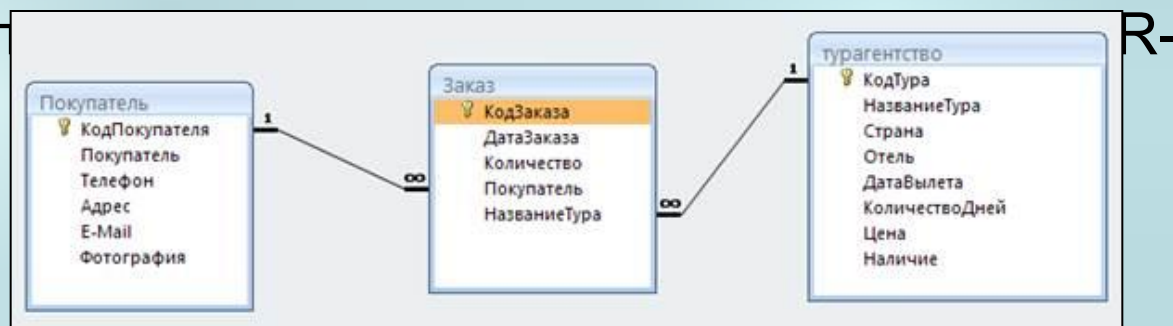 R-
Покупатель
КодПокупателя
Покупатель
Телефон
Адрес
E-Mail
Фотография
1
∞
Заказ
КодЗаказа
ДатаЗаказа
Количество
Покупатель
НазваниеТура
∞
1
турагентство
КодТура
НазваниеТура
Страна
Отель
ДатаВылета
КоличествоДней
Цена
Наличие